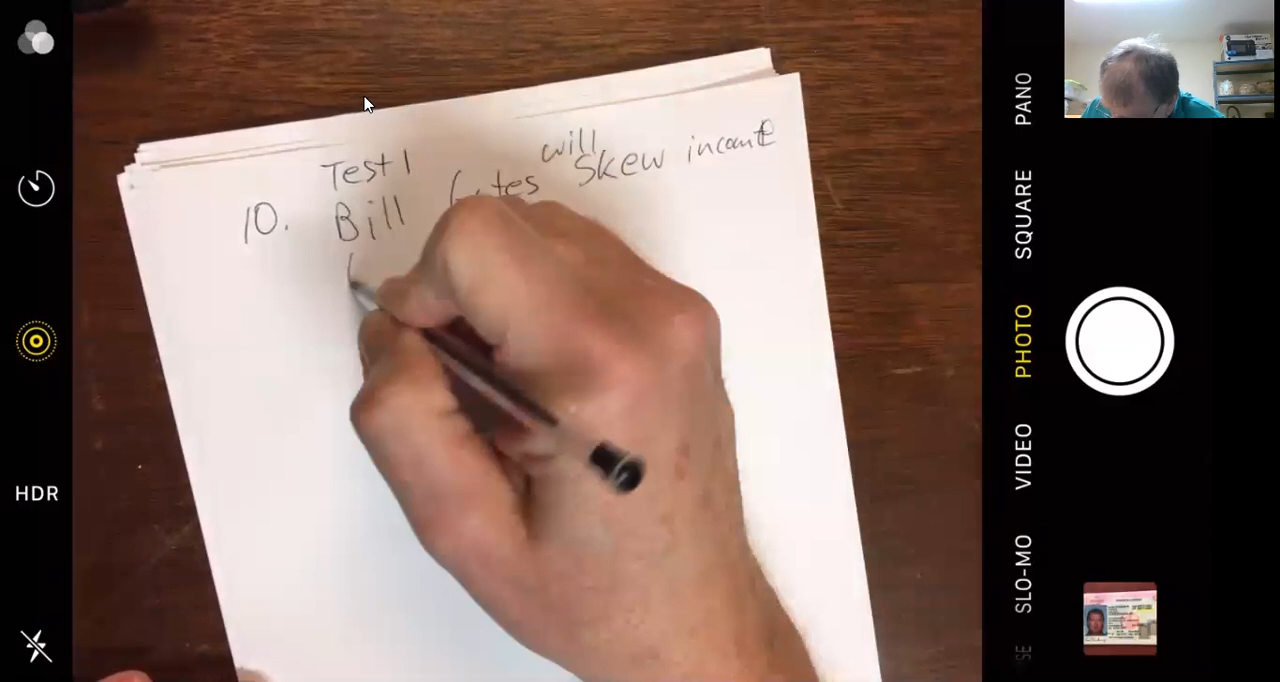 Test 1
will
10. Bill Gates skew income
HDR
PANO
SQUARE
PHOTO
VIDEO
SLO-MO